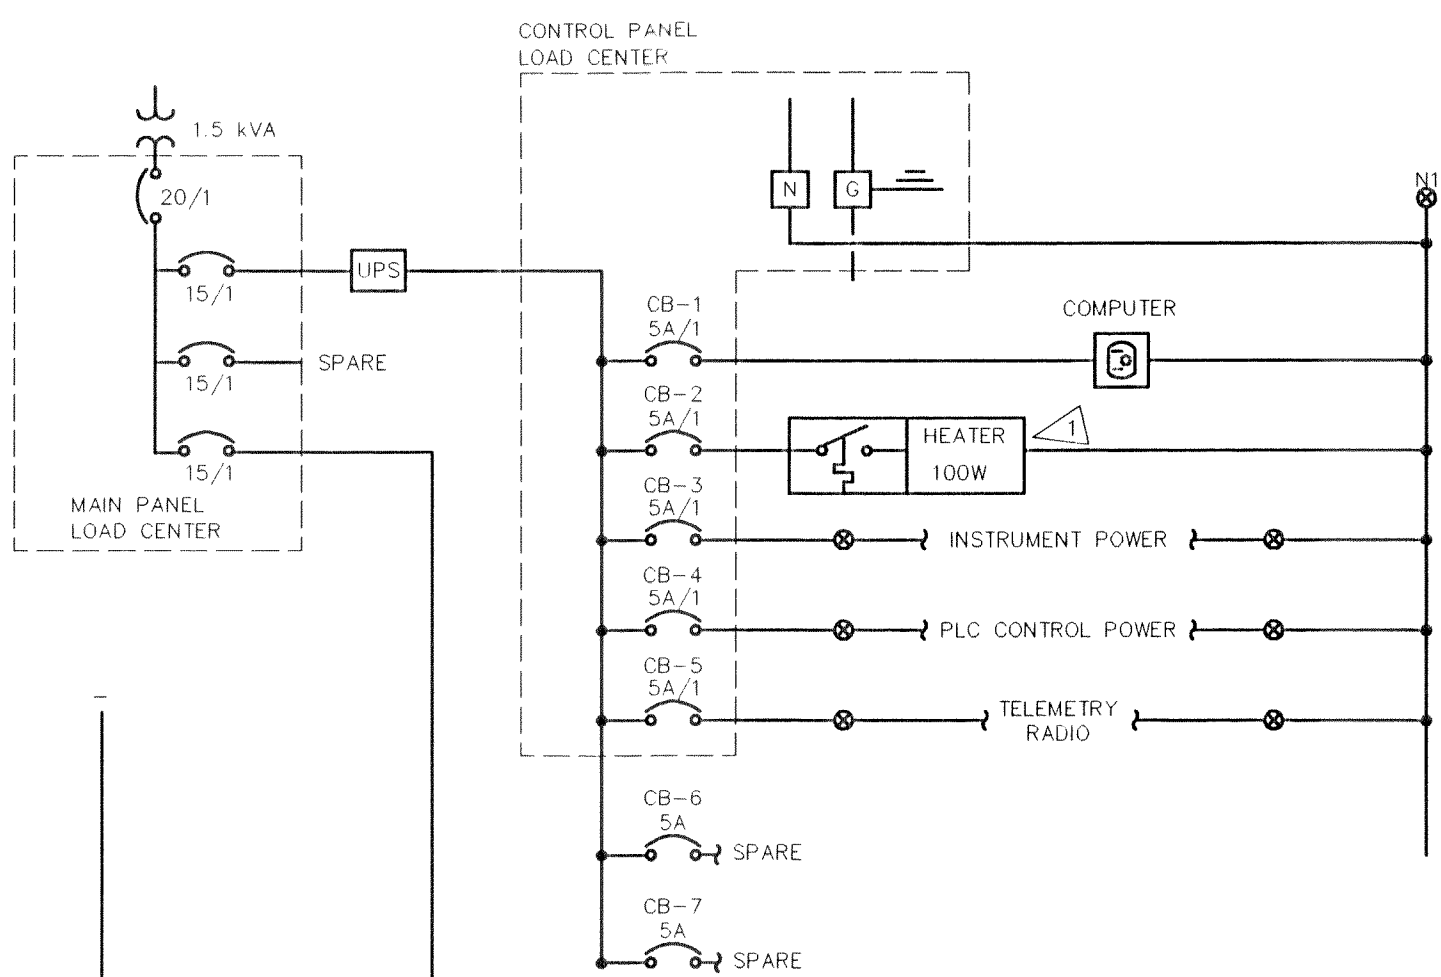 CONTROL PANEL
LOAD CENTER
1.5 kVA
20/1
N
G
N1
15/1
UPS
CB-1
5A/1
COMPUTER
15/1
SPARE
CB-2
5A/1
HEATER
100W
1
15/1
MAIN PANEL
LOAD CENTER
CB-3
5A/1
INSTRUMENT POWER
CB-4
5A/1
PLC CONTROL POWER
CB-5
5A/1
TELEMETRY
RADIO
CB-6
5A
SPARE
CB-7
5A
SPARE